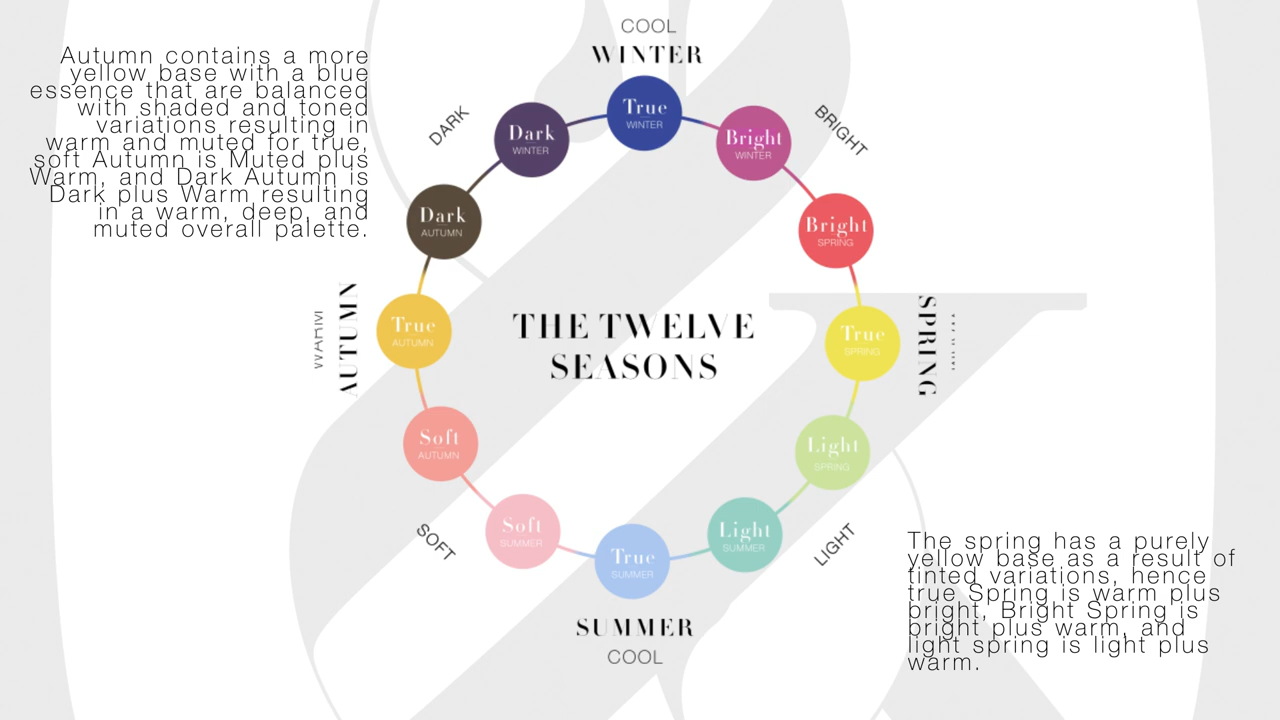 Autumn contains a more
yellow base with a blue
essence that are balanced
with shaded and toned
variations resulting in
warm and muted for true,
soft Autumn is Muted plus
Warm, and Dark Autumn is
Dark plus Warm resulting
in a warm, deep, and
muted overall palette.
COOL
WINTER
DARK
BRIGHT
True
WINTER
Dark
WINTER
Bright
WINTER
Dark
AUTUMN
Bright
SPRING
WARM
AUTUMN
True
AUTUMN
THE TWELVE
SEASONS
True
SPRING
SPRING
Soft
AUTUMN
Light
SPRING
Soft
SUMMER
True
SUMMER
Light
SUMMER
SOFT
LIGHT
SUMMER
COOL
The spring has a purely
yellow base as a result of
tinted variations, hence
true Spring is warm plus
bright, Bright Spring is
bright plus warm, and
light spring is light plus
warm.